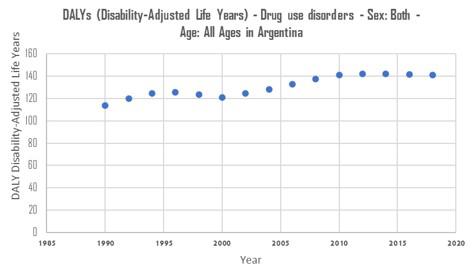 DALYs (Disability-Adjusted Life Years) - Drug use disorders - Sex: Both -
Age: All Ages in Argentina
DALY Disability-Adjusted Life Years
160
140
120
100
80
60
40
20
0
1985 1990 1995 2000 2005 2010 2015 2020
Year